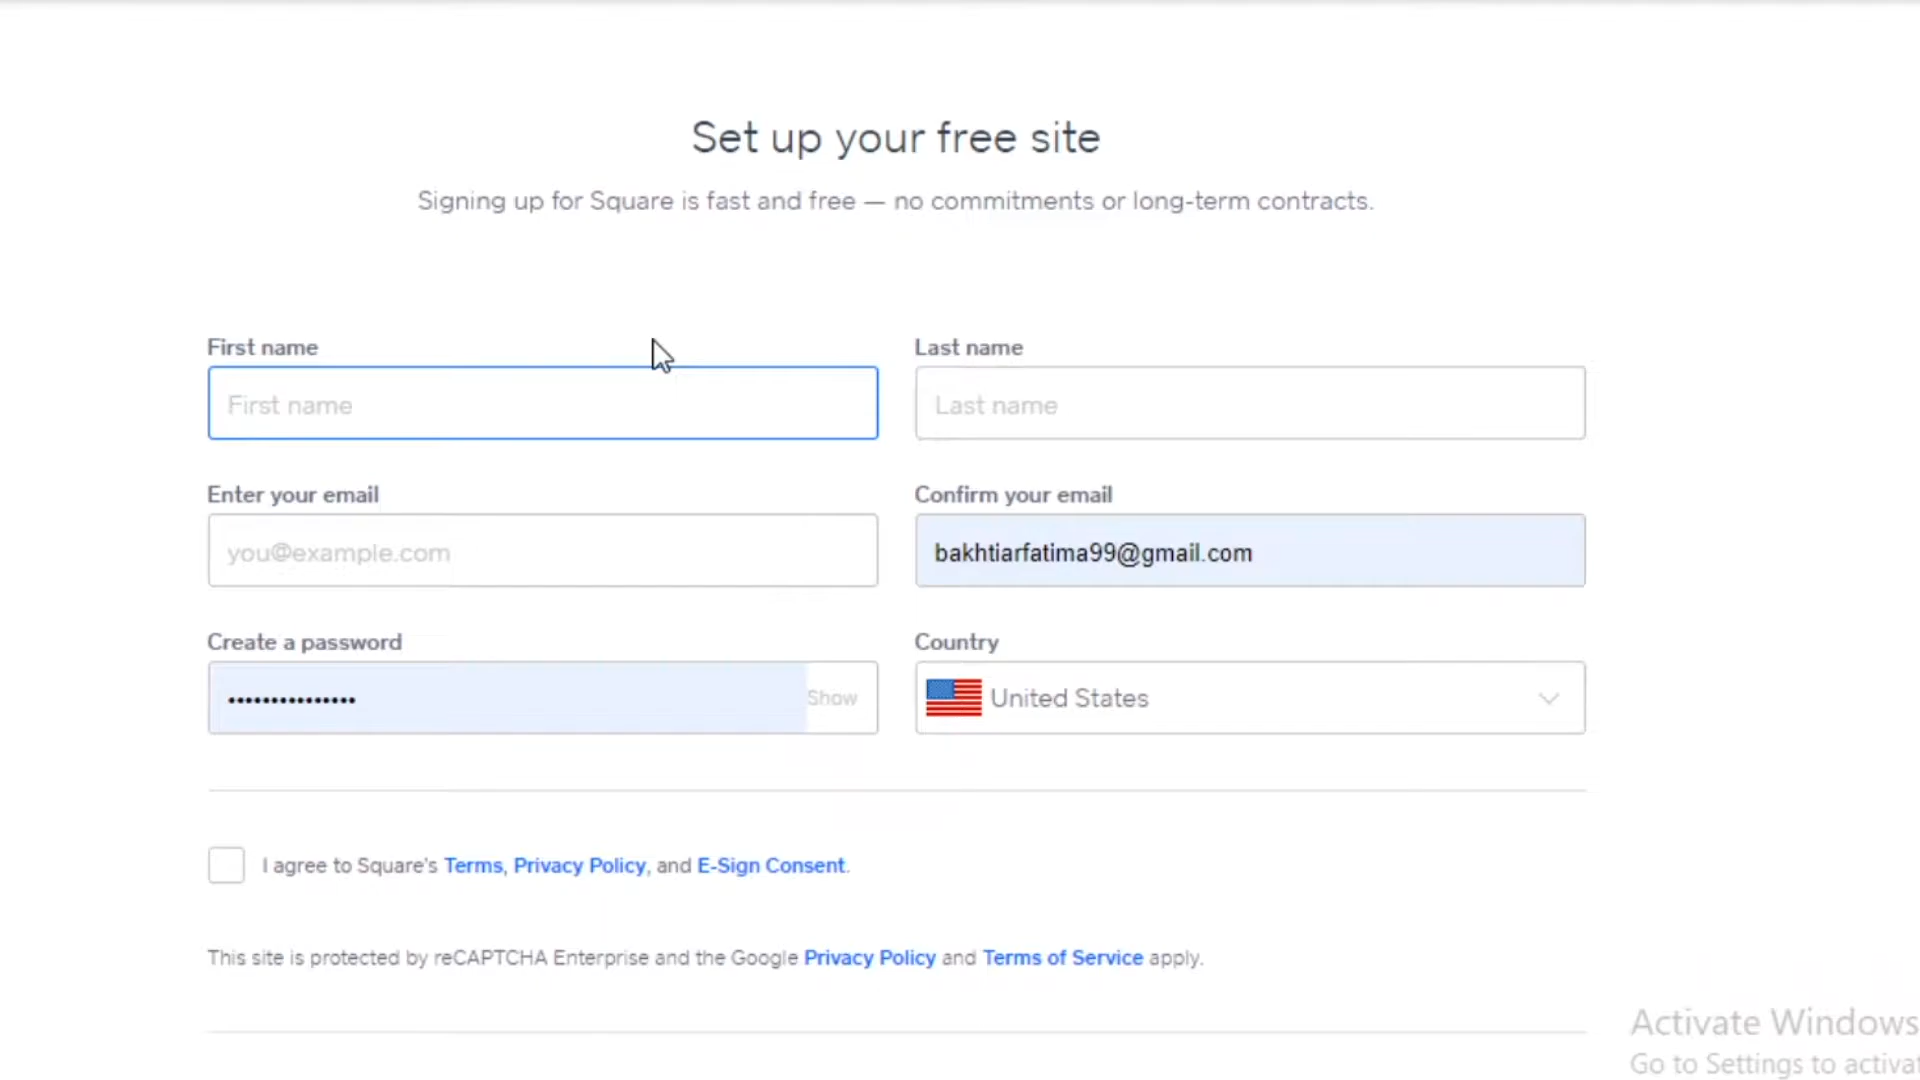 Set up your free site
Signing up for Square is fast and free — no commitments or long-term contracts.
First name
Last name
First name
Last name
Enter your email
Confirm your email
you@example.com
bakhtiarfatima99@gmail.com
Create a password
Country
••••••••••••••• Show
United States
I agree to Square's Terms, Privacy Policy, and E-Sign Consent.
This site is protected by reCAPTCHA Enterprise and the Google Privacy Policy and Terms of Service apply.
Activate Windows
Go to Settings to activat